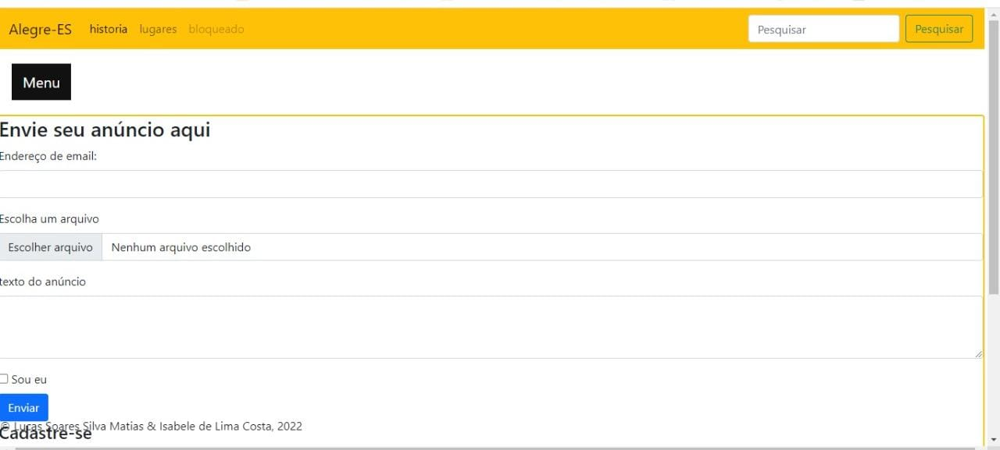 Alegre-ES historia lugares bloqueado Pesquisar Pesquisar
Menu
Envie seu anúncio aqui
Endereço de email:
Escolha um arquivo
Escolher arquivo Nenhum arquivo escolhido
texto do anúncio
Sou eu
Enviar
© Lucas Soares Silva Matias & Isabele de Lima Costa, 2022
Cadastre-se